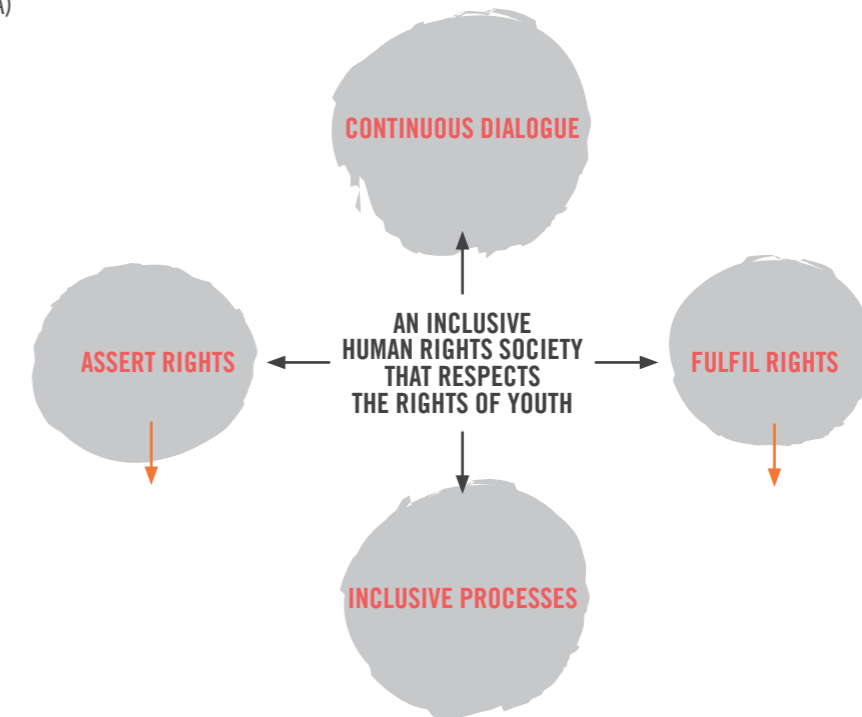 A)
CONTINUOUS DIALOGUE
AN INCLUSIVE
HUMAN RIGHTS SOCIETY
THAT RESPECTS
THE RIGHTS OF YOUTH
ASSERT RIGHTS
FULFIL RIGHTS
INCLUSIVE PROCESSES